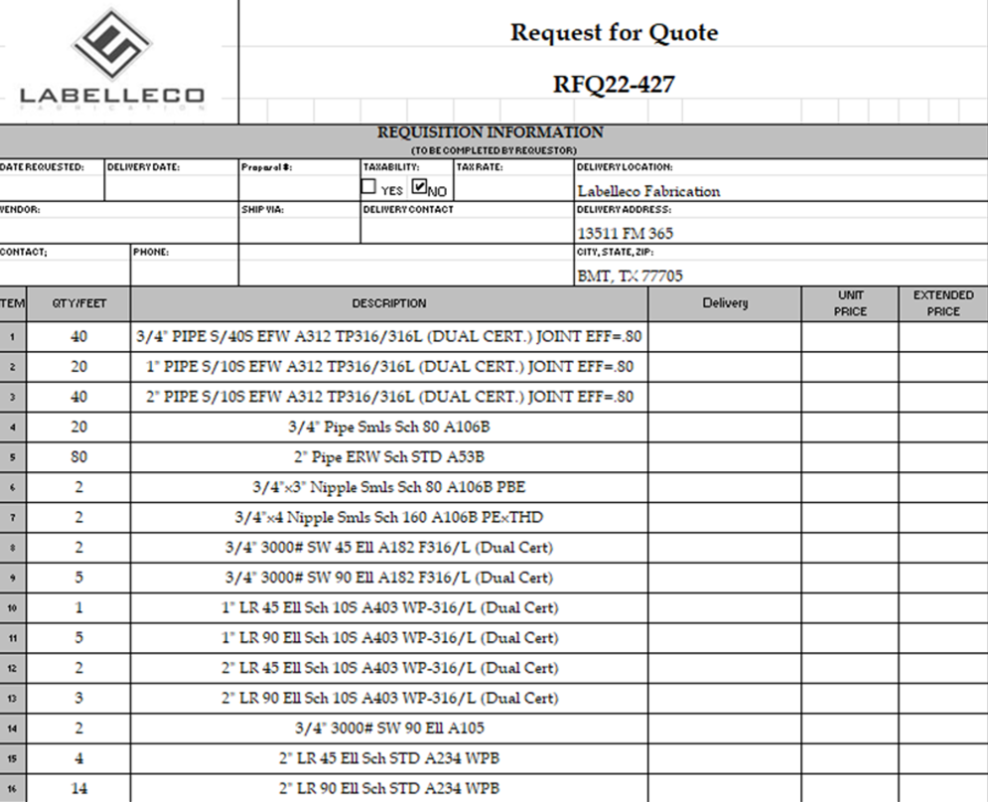 LABELLECO
FABRICATION
Request for Quote
RFQ22-427
REQUISITION INFORMATION
(TO BE COMPLETED BY REQUESTOR)
DATE REQUESTED: DELIVERY DATE: Proposal #: TAXABILITY: TAX RATE: DELIVERY LOCATION:
YES NO Labelleco Fabrication
VENDOR: SHIP VIA: DELIVERY CONTACT DELIVERY ADDRESS:
13511 FM 365
CONTACT; PHONE: CITY, STATE, ZIP:
BMT, TX 77705
TEM QTY/FEET DESCRIPTION Delivery UNIT PRICE EXTENDED PRICE
1 40 3/4" PIPE S/40S EFW A312 TP316/316L (DUAL CERT.) JOINT EFF=.80
2 20 1" PIPE S/10S EFW A312 TP316/316L (DUAL CERT.) JOINT EFF=.80
3 40 2" PIPE S/10S EFW A312 TP316/316L (DUAL CERT.) JOINT EFF=.80
4 20 3/4" Pipe Smls Sch 80 A106B
5 80 2" Pipe ERW Sch STD A53B
6 2 3/4"x3" Nipple Smls Sch 80 A106B PBE
7 2 3/4"x4 Nipple Smls Sch 160 A106B PExTHD
8 2 3/4" 3000# SW 45 Ell A182 F316/L (Dual Cert)
9 5 3/4" 3000# SW 90 Ell A182 F316/L (Dual Cert)
10 1 1" LR 45 Ell Sch 10S A403 WP-316/L (Dual Cert)
11 5 1" LR 90 Ell Sch 10S A403 WP-316/L (Dual Cert)
12 2 2" LR 45 Ell Sch 10S A403 WP-316/L (Dual Cert)
13 3 2" LR 90 Ell Sch 10S A403 WP-316/L (Dual Cert)
14 2 3/4" 3000# SW 90 Ell A105
15 4 2" LR 45 Ell Sch STD A234 WPB
16 14 2" LR 90 Ell Sch STD A234 WPB